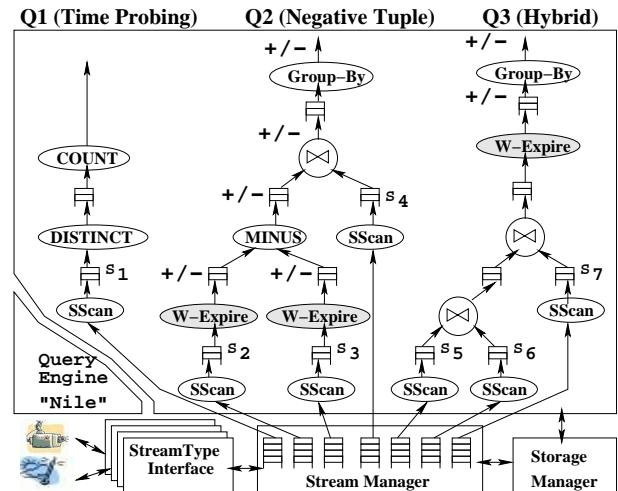 Q1 (Time Probing) Q2 (Negative Tuple) Q3 (Hybrid)
+/− +/−
Group−By Group−By
+/− +/−
W−Expire
COUNT
+/− S4
DISTINCT MINUS SScan
S1 +/− +/− S7
SScan W−Expire W−Expire SScan
S2 S3 S5 S6
SScan SScan SScan SScan
Query
Engine
"Nile"
StreamType
Interface
Stream Manager
Storage
Manager